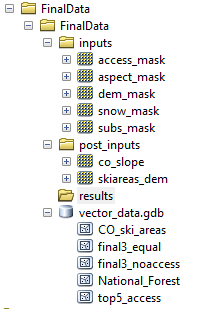 FinalData
FinalData
inputs
access_mask
aspect_mask
dem_mask
snow_mask
subs_mask
post_inputs
co_slope
skiareas_dem
results
vector_data.gdb
CO_ski_areas
final3_equal
final3_noaccess
National_Forest
top5_access